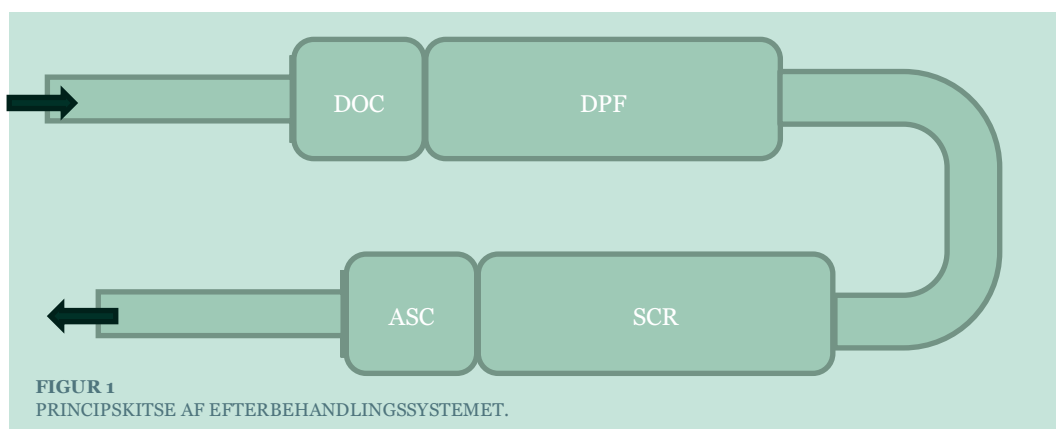 DOC
DPF
ASC
SCR
FIGUR 1
PRINCIPSKITSE AF EFTERBEHANDLINGSSYSTEMET.